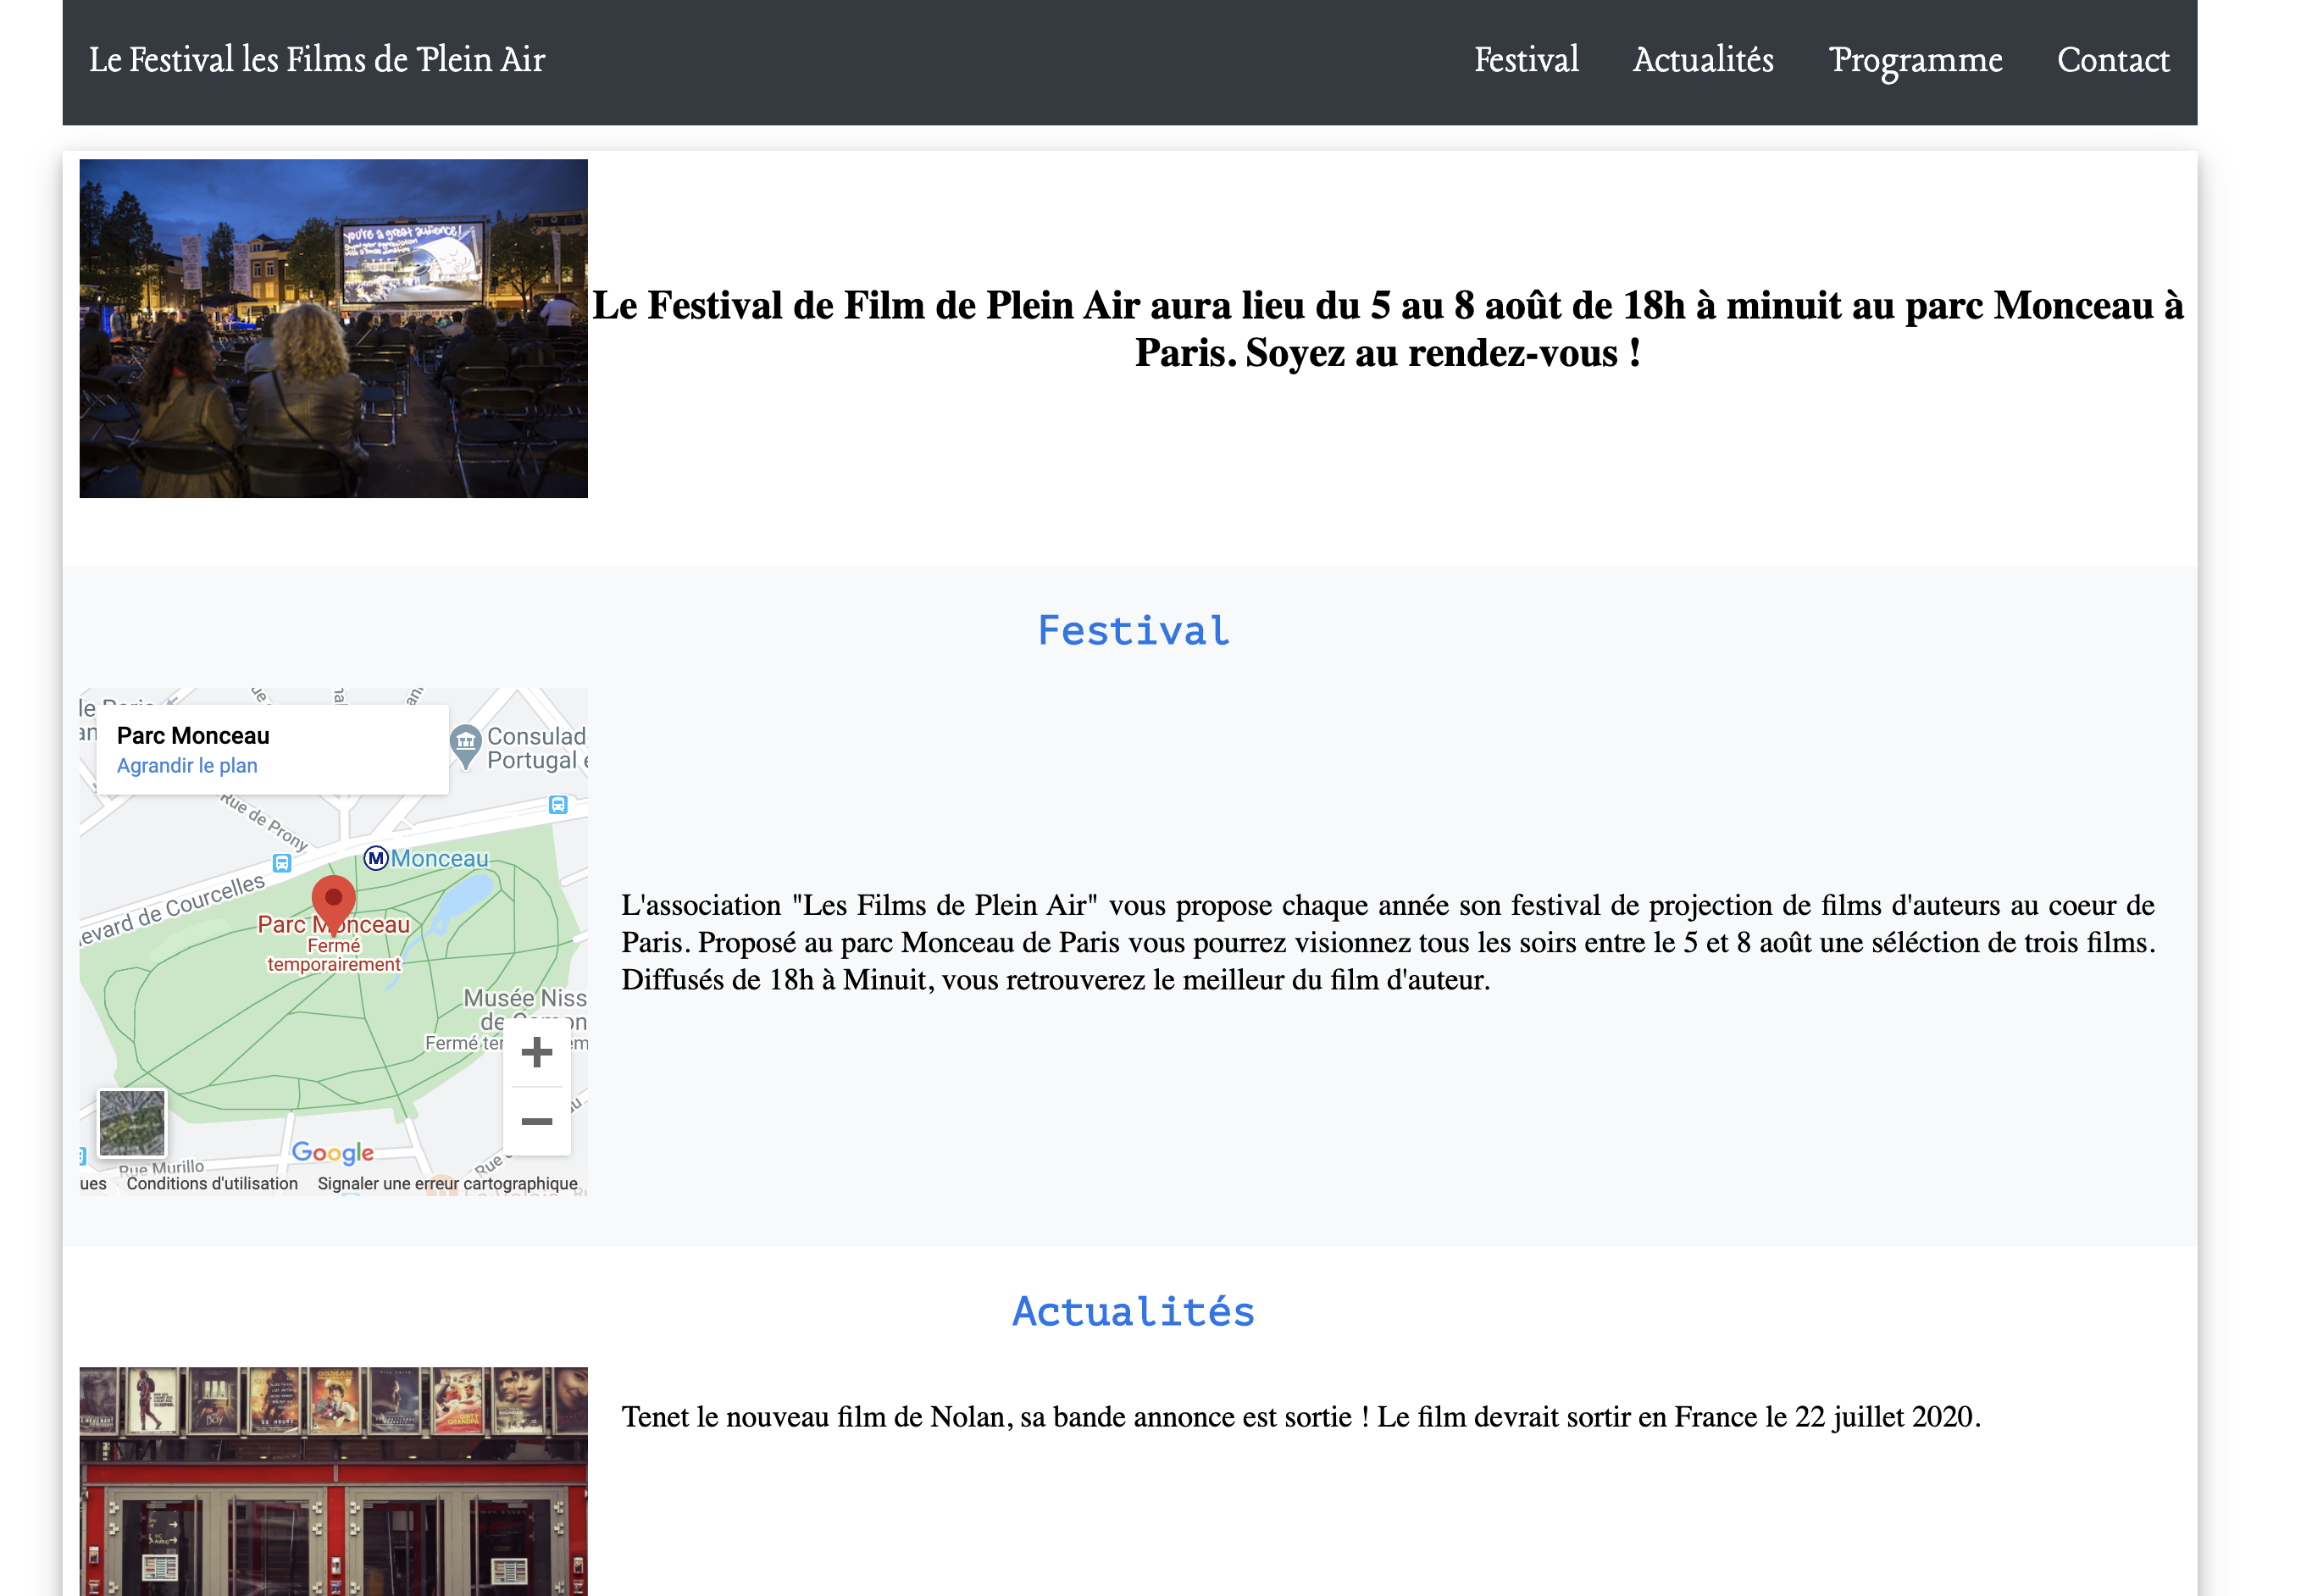 Le Festival les Films de Plein Air
Festival
Actualités
Programme
Contact
you're a great audience!
Le Festival de Film de Plein Air aura lieu du 5 au 8 août de 18h à minuit au parc Monceau à
Paris. Soyez au rendez-vous !
Festival
Parc Monceau
Agrandir le plan
Consulad
Portugal
Rue de Prony
Monceau
levard de Courcelles
Parc Monceau
Fermé
temporairement
Musée Niss
Fermé
Google
Rue Murillo
Rue
ues
Conditions d'utilisation
Signaler une erreur cartographique
L'association "Les Films de Plein Air" vous propose chaque année son festival de projection de films d'auteurs au coeur de
Paris. Proposé au parc Monceau de Paris vous pourrez visionnez tous les soirs entre le 5 et 8 août une séléction de trois films.
Diffusés de 18h à Minuit, vous retrouverez le meilleur du film d'auteur.
Actualités
Tenet le nouveau film de Nolan, sa bande annonce est sortie ! Le film devrait sortir en France le 22 juillet 2020.
BOY
DIRTY
GRANDPA